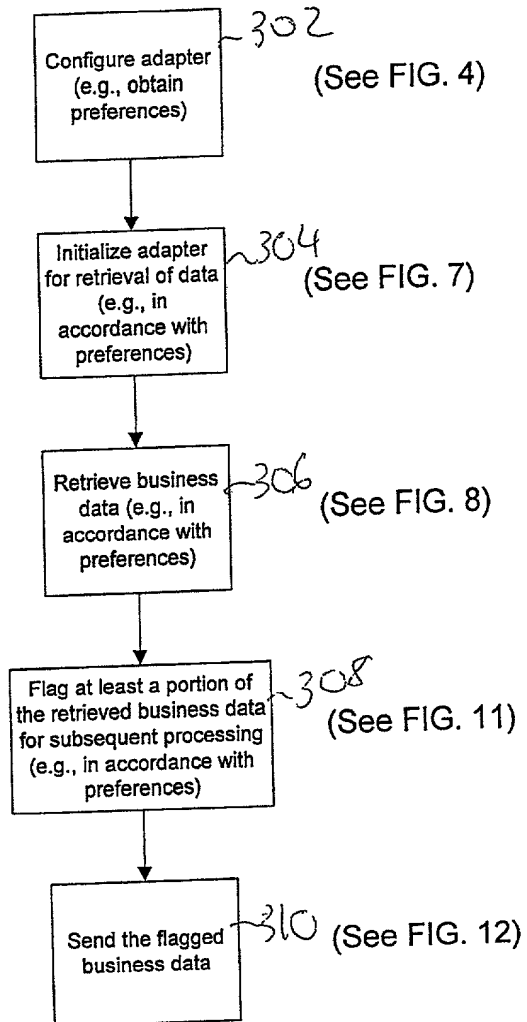 302
Configure adapter
(e.g., obtain
preferences)
(See FIG. 4)
304
Initialize adapter
for retrieval of data
(e.g., in
accordance with
preferences)
(See FIG. 7)
306
Retrieve business
data (e.g., in
accordance with
preferences)
(See FIG. 8)
308
Flag at least a portion of
the retrieved business data
for subsequent processing
(e.g., in accordance with
preferences)
(See FIG. 11)
310
Send the flagged
business data
(See FIG. 12)